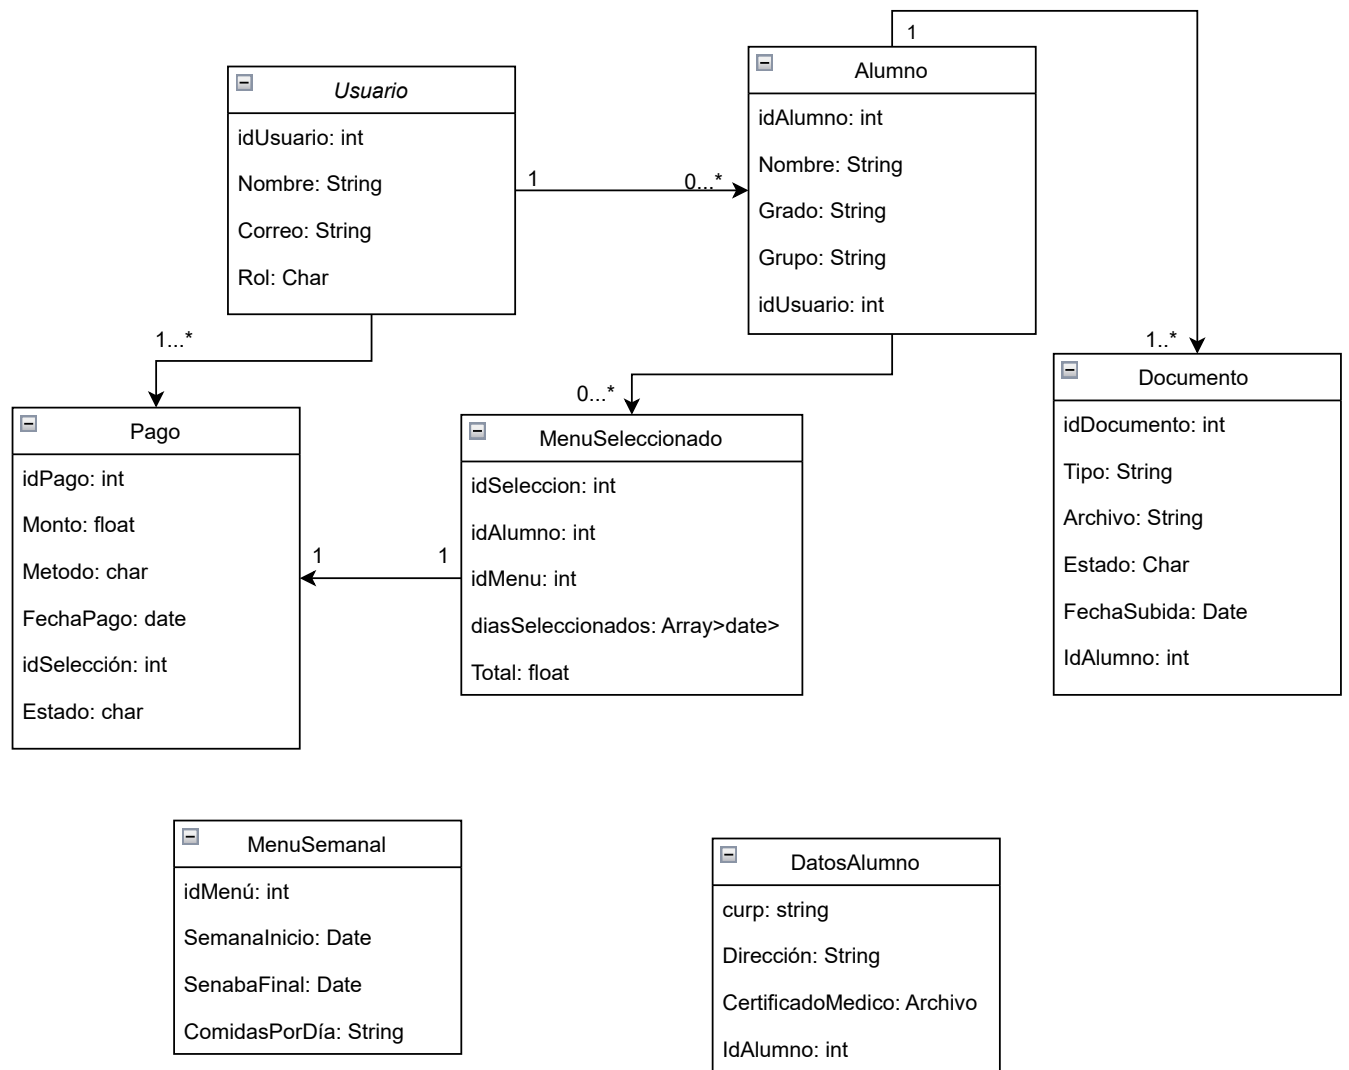 1
Usuario
idUsuario: int
Nombre: String
Correo: String
Rol: Char
1
0...*
Alumno
idAlumno: int
Nombre: String
Grado: String
Grupo: String
idUsuario: int
1...*
0...*
1..*
Pago
idPago: int
Monto: float
Metodo: char
FechaPago: date
idSelección: int
Estado: char
1
1
MenuSeleccionado
idSeleccion: int
idAlumno: int
idMenu: int
diasSeleccionados: Array>date>
Total: float
Documento
idDocumento: int
Tipo: String
Archivo: String
Estado: Char
FechaSubida: Date
IdAlumno: int
MenuSemanal
idMenú: int
SemanaInicio: Date
SenabaFinal: Date
ComidasPorDía: String
DatosAlumno
curp: string
Dirección: String
CertificadoMedico: Archivo
IdAlumno: int